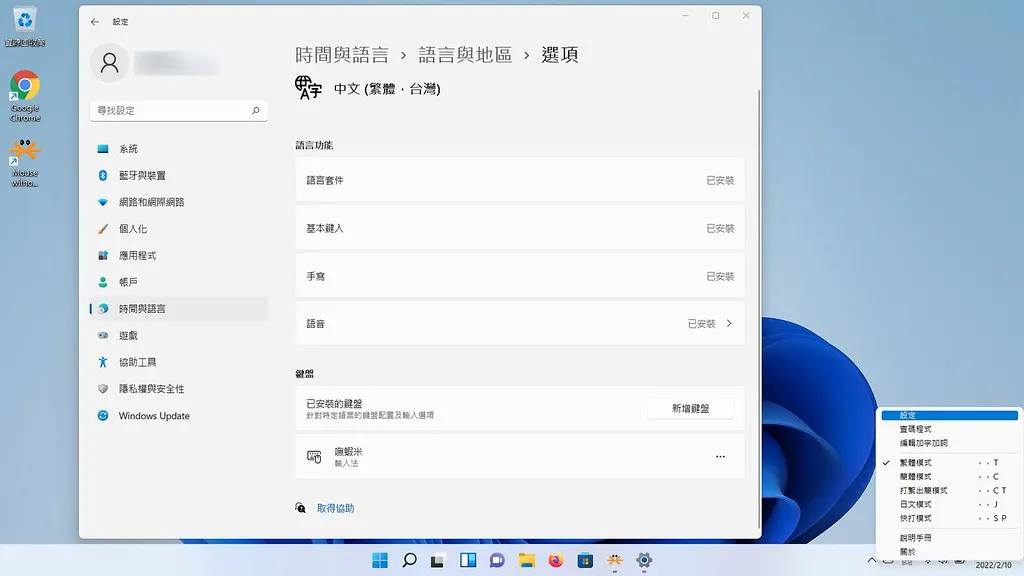 設定
時間與語言 › 語言與地區 › 選項
中文 (繁體，台灣)
尋找設定
Google Chrome
Mouse witho...
系統
藍牙與裝置
網路和網際網路
個人化
應用程式
帳戶
時間與語言
遊戲
協助工具
隱私權與安全性
Windows Update
語言功能
語言套件 已安裝
基本鍵入 已安裝
手寫 已安裝
語音 已安裝
鍵盤
已安裝的鍵盤
針對特定語言的鍵盤配置及輸入選項
新增鍵盤
嘸蝦米
輸入法
取得協助
設定
查碼程式
編輯加字加詞
繁體模式 , , T
簡體模式 , , C
打繁出簡模式 , , C T
日文模式 , , J
快打模式 , , S P
說明手冊
關於
2022/2/10